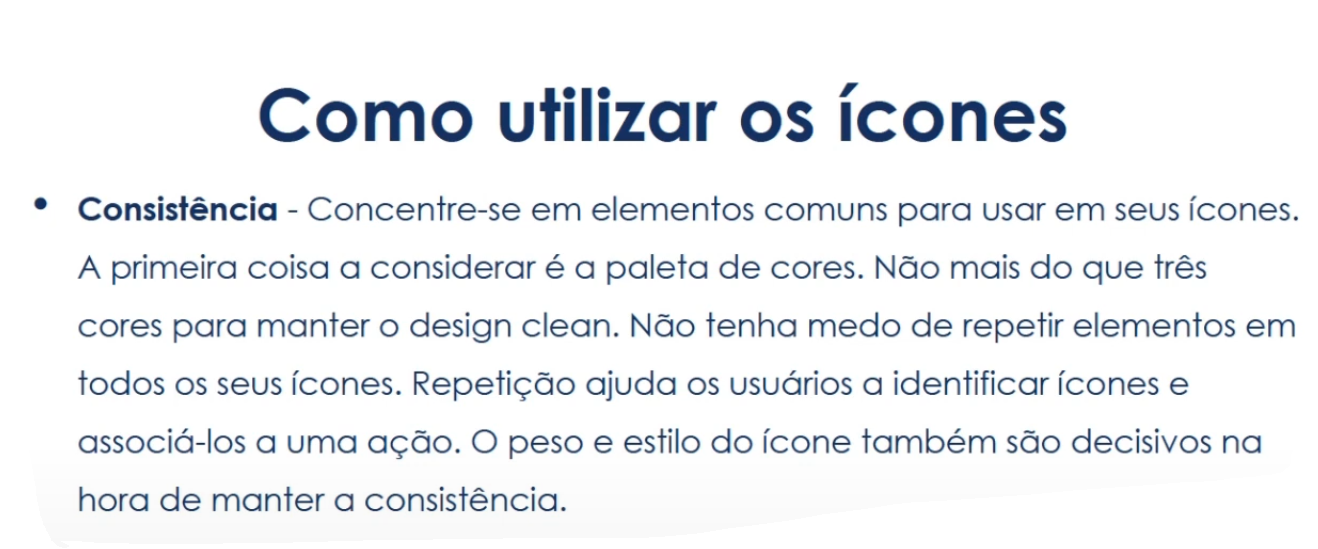 Como utilizar os ícones
• Consistência - Concentre-se em elementos comuns para usar em seus ícones.
A primeira coisa a considerar é a paleta de cores. Não mais do que três
cores para manter o design clean. Não tenha medo de repetir elementos em
todos os seus ícones. Repetição ajuda os usuários a identificar ícones e
associá-los a uma ação. O peso e estilo do ícone também são decisivos na
hora de manter a consistência.